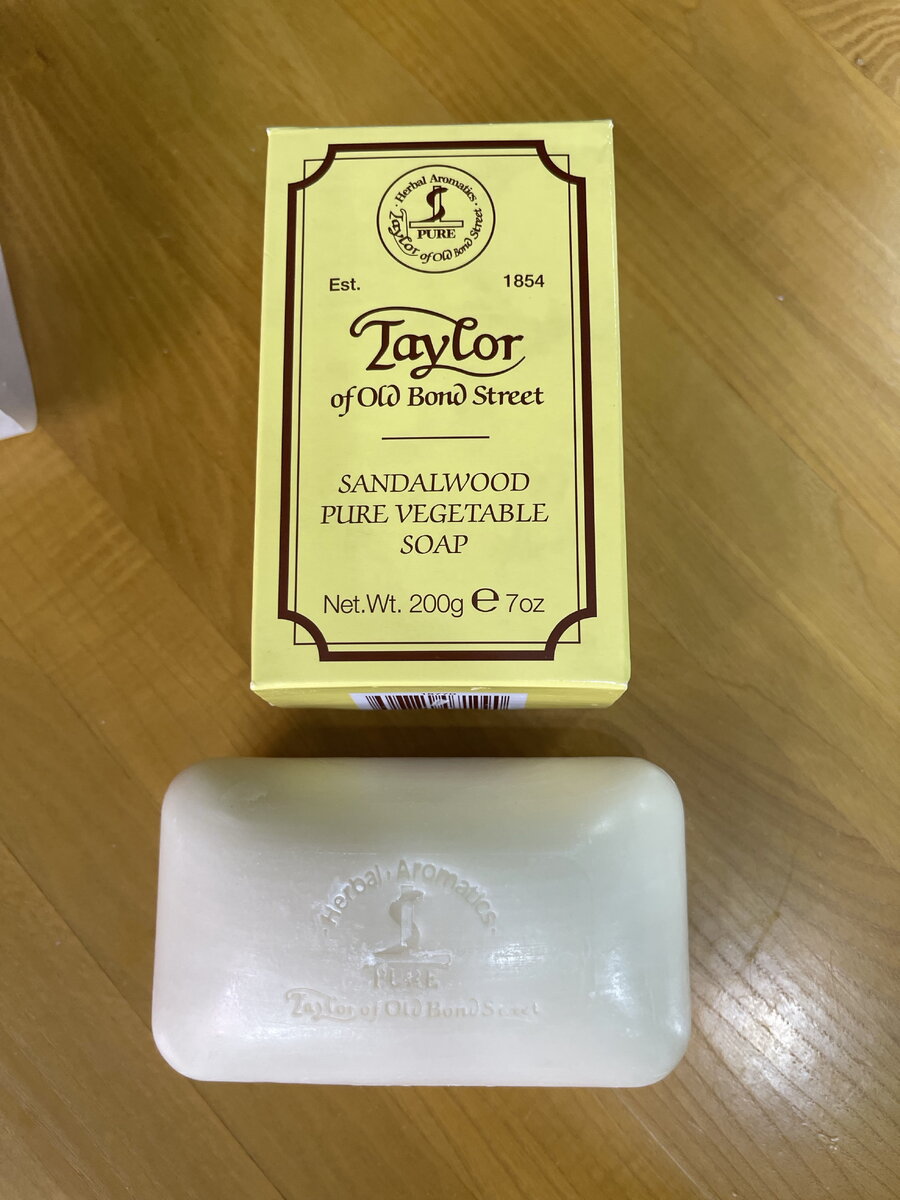 · Herbal Aromatics ·
PURE
Taylor of Old Bond Street
Est. 1854
Taylor
of Old Bond Street
SANDALWOOD
PURE VEGETABLE
SOAP
Net.Wt. 200g ℮ 7oz
· Herbal Aromatics ·
PURE
Taylor of Old Bond Street